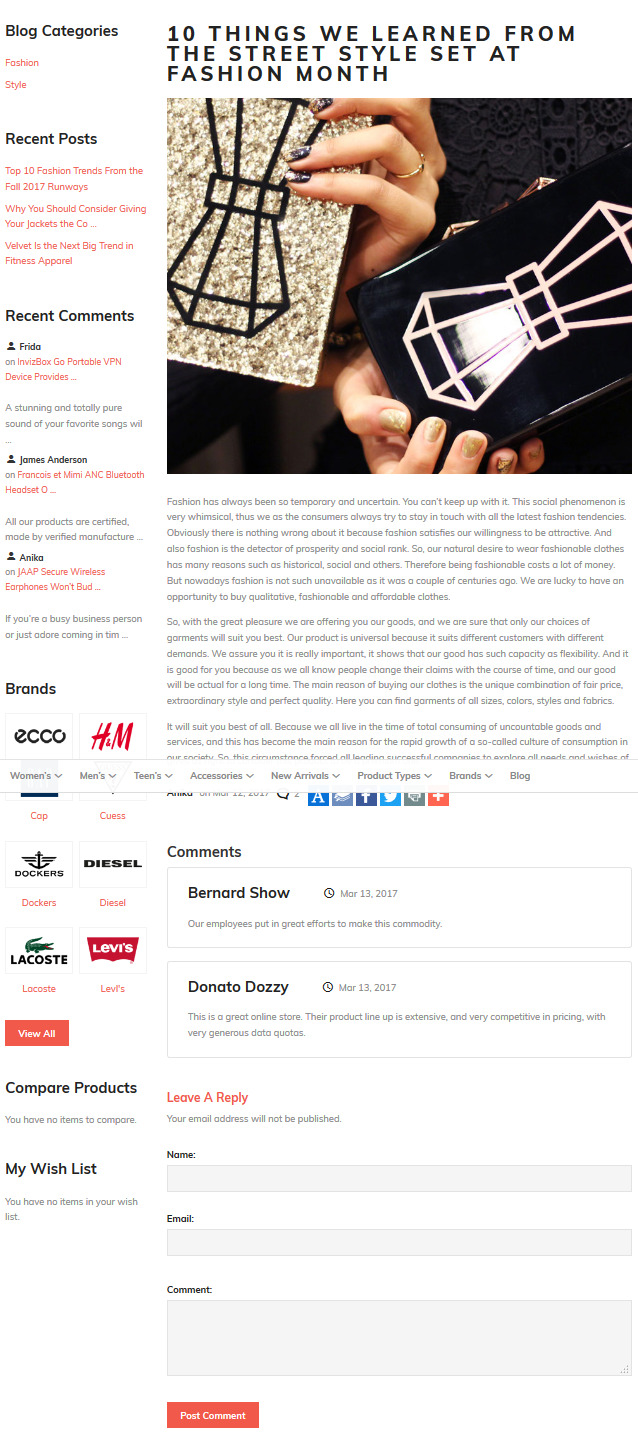 Blog Categories
Fashion
Style
Recent Posts
Top 10 Fashion Trends From the
Fall 2017 Runways
Why You Should Consider Giving
Your Jockets the Co ...
Velvet Is the Next Big Trend in
Fitness Apparel
Recent Comments
Frida
on InvizBox Go Portable VPN
Device Provides ...
A stunning and totally pure
sound of your favorite songs wil
...
James Anderson
on Francois et Mimi ANC Bluetooth
Headset O ...
All our products are certified,
made by verified manufacture ...
Anika
on JAAP Secure Wireless
Earphones Won't Bud ...
If you're a busy business person
or just adore coming in tim ...
Brands
ecco
H&M
Cap
Cuess
DOCKERS
DIESEL
Dockers
Diesel
LACOSTE
Levi's
Lacoste
Levl's
View All
Compare Products
You have no items to compare.
My Wish List
You have no items in your wish
list.
10 THINGS WE LEARNED FROM
THE STREET STYLE SET AT
FASHION MONTH
Fashion has always been so temporary and uncertain. You can't keep up with it. This social phenomenon is
very whimsical, thus we as the consumers always try to stay in touch with all the latest fashion tendencies.
Obviously there is nothing wrong about it because fashion satisfies our willingness to be attractive. And
also fashion is the detector of prosperity and social rank. So, our natural desire to wear fashionable clothes
has many reasons such as historical, social and others. Therefore being fashionable costs a lot of money.
But nowadays fashion is not such unavailable as it was a couple of centuries ago. We are lucky to have an
opportunity to buy qualitative, fashionable and affordable clothes.
So, with the great pleasure we are offering you our goods, and we are sure that only our choices of
garments will suit you best. Our product is universal because it suits different customers with different
demands. We assure you it is really important, it shows that our good has such capacity as flexibility. And it
is good for you because as we all know people change their claims with the course of time, and our good
will be actual for a long time. The main reason of buying our clothes is the unique combination of fair price,
extraordinary style and perfect quality. Here you can find garments of all sizes, colors, styles and fabrics.
It will suit you best of all. Because we all live in the time of total consuming of uncountable goods and
services, and this has become the main reason for the rapid growth of a so-called culture of consumption in
our society. So, this circumstance forced all leading successful companies to explore all needs and wishes of
Women's Men's Teen's Accessories New Arrivals Product Types Brands Blog
Anika on Mar 12, 2017 2
Comments
Bernard Show Mar 13, 2017
Our employees put in great efforts to make this commodity.
Donato Dozzy Mar 13, 2017
This is a great online store. Their product line up is extensive, and very competitive in pricing, with
very generous data quotas.
Leave A Reply
Your email address will not be published.
Name:
Email:
Comment:
Post Comment